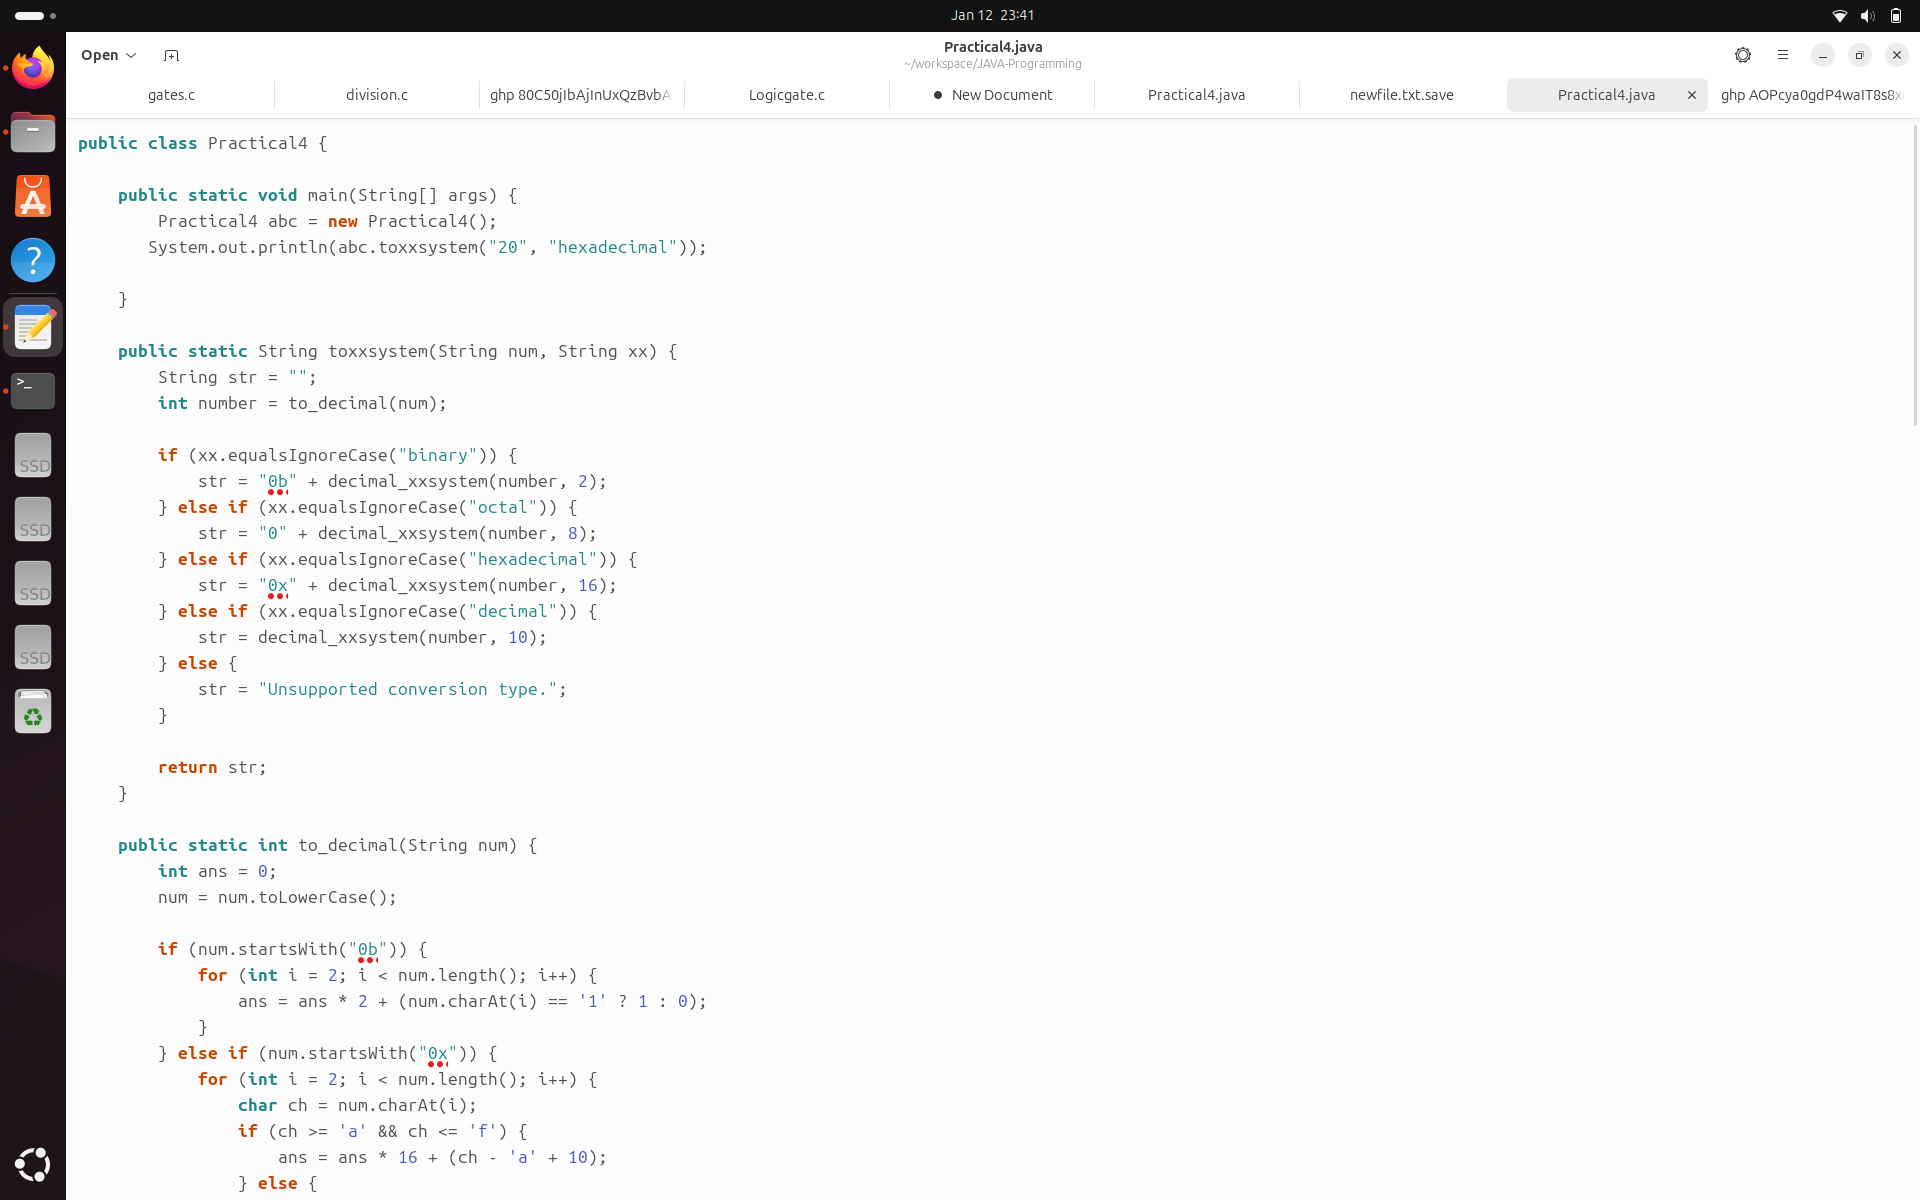 Jan 12 23:41
Open
Practical4.java
~/workspace/JAVA-Programming
gates.c
division.c
Logicgate.c
New Document
Practical4.java
newfile.txt.save
Practical4.java
public class Practical4 {
public static void main(String[] args) {
Practical4 abc = new Practical4();
System.out.println(abc.toxxsystem("20", "hexadecimal"));
}
public static String toxxsystem(String num, String xx) {
String str = "";
int number = to_decimal(num);
if (xx.equalsIgnoreCase("binary")) {
str = "0b" + decimal_xxsystem(number, 2);
} else if (xx.equalsIgnoreCase("octal")) {
str = "0" + decimal_xxsystem(number, 8);
} else if (xx.equalsIgnoreCase("hexadecimal")) {
str = "0x" + decimal_xxsystem(number, 16);
} else if (xx.equalsIgnoreCase("decimal")) {
str = decimal_xxsystem(number, 10);
} else {
str = "Unsupported conversion type.";
}
return str;
}
public static int to_decimal(String num) {
int ans = 0;
num = num.toLowerCase();
if (num.startsWith("0b")) {
for (int i = 2; i < num.length(); i++) {
ans = ans * 2 + (num.charAt(i) == '1' ? 1 : 0);
}
} else if (num.startsWith("0x")) {
for (int i = 2; i < num.length(); i++) {
char ch = num.charAt(i);
if (ch >= 'a' && ch <= 'f') {
ans = ans * 16 + (ch - 'a' + 10);
} else {
>_
SSD
SSD
SSD
SSD